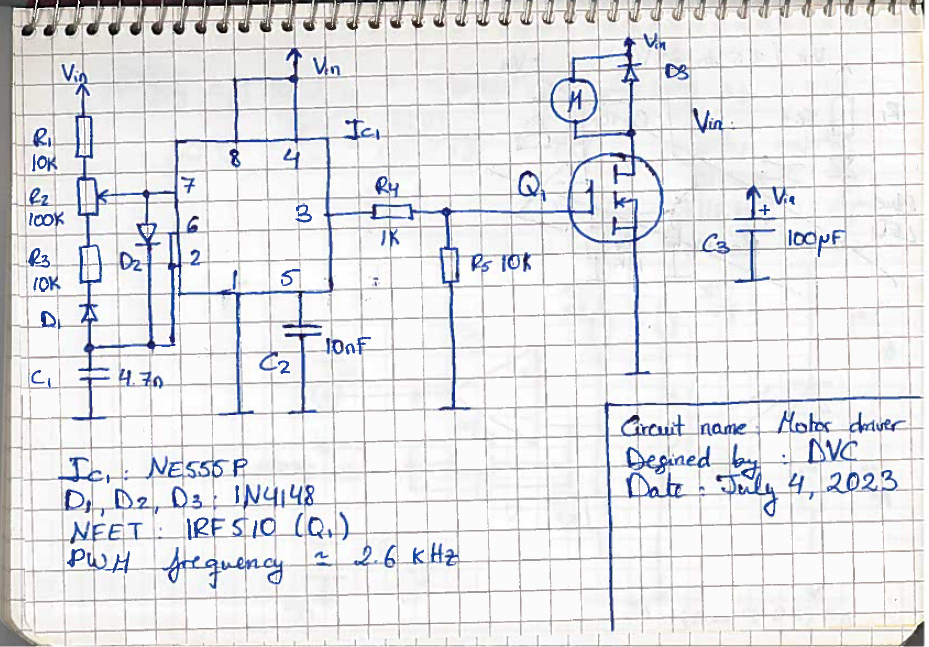 Vin
R1
10K
R2
100K
R3
10K
D1
C1
4.7n
D2
Vin
IC1
8
4
7
6
2
3
1
5
C2
10nF
R4
1K
R5 10K
Q1
M
Vin
D3
Vin:
Vin
+
C3
100µF
IC1: NE555P
D1, D2, D3: 1N4148
NFET: IRF510 (Q1)
PWM frequency ≃ 2.6 KHz
Circuit name: Motor driver
Desined by: DVC
Date: July 4, 2023